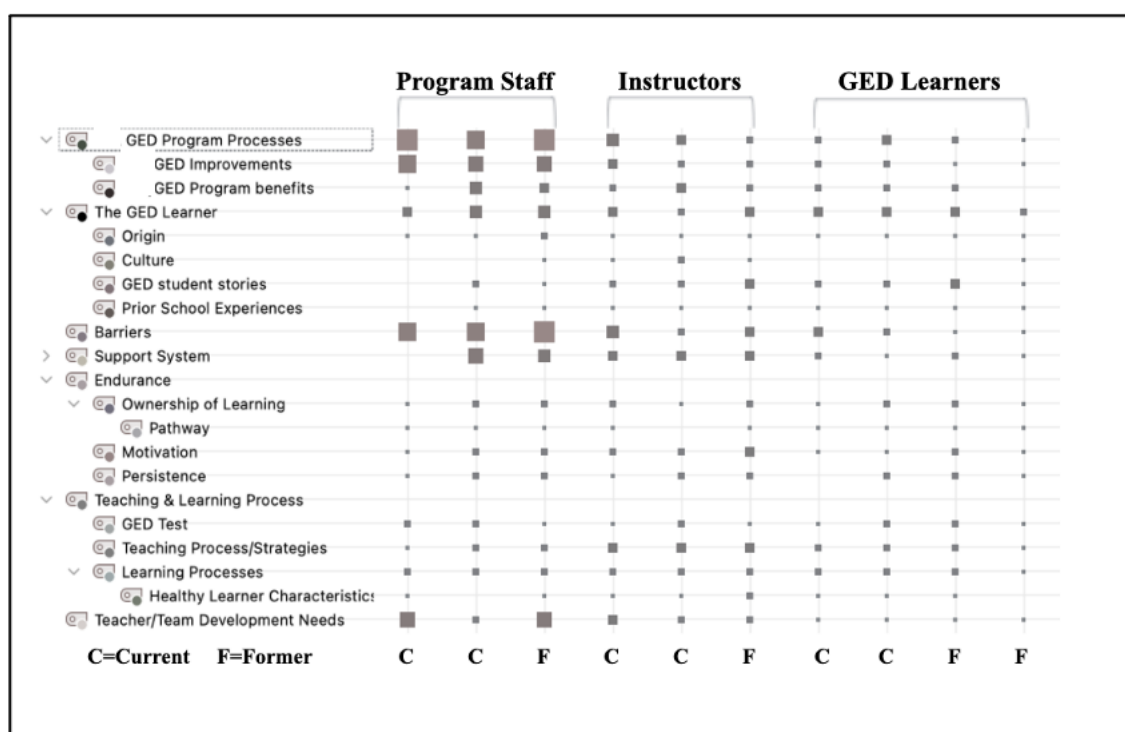 Program Staff Instructors GED Learners
GED Program Processes
GED Improvements
GED Program benefits
The GED Learner
Origin
Culture
GED student stories
Prior School Experiences
Barriers
Support System
Endurance
Ownership of Learning
Pathway
Motivation
Persistence
Teaching & Learning Process
GED Test
Teaching Process/Strategies
Learning Processes
Healthy Learner Characteristics
Teacher/Team Development Needs
C=Current F=Former C C F C C F C C F F